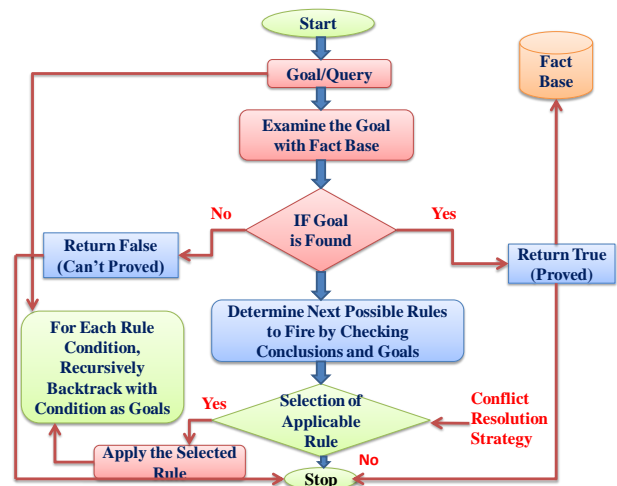 Start
Goal/Query
Fact
Base
Examine the Goal
with Fact Base
No
Yes
IF Goal
is Found
Return False
(Can't Proved)
Return True
(Proved)
Determine Next Possible Rules
to Fire by Checking
Conclusions and Goals
For Each Rule
Condition,
Recursively
Backtrack with
Condition as Goals
Yes
Selection of
Applicable
Rule
Conflict
Resolution
Strategy
Apply the Selected
Rule
No
Stop